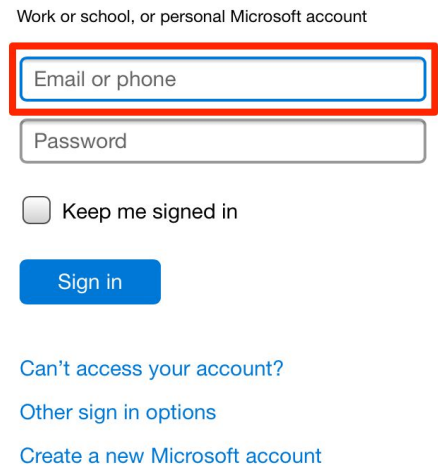 Work or school, or personal Microsoft account
Email or phone
Password
Keep me signed in
Sign in
Can't access your account?
Other sign in options
Create a new Microsoft account